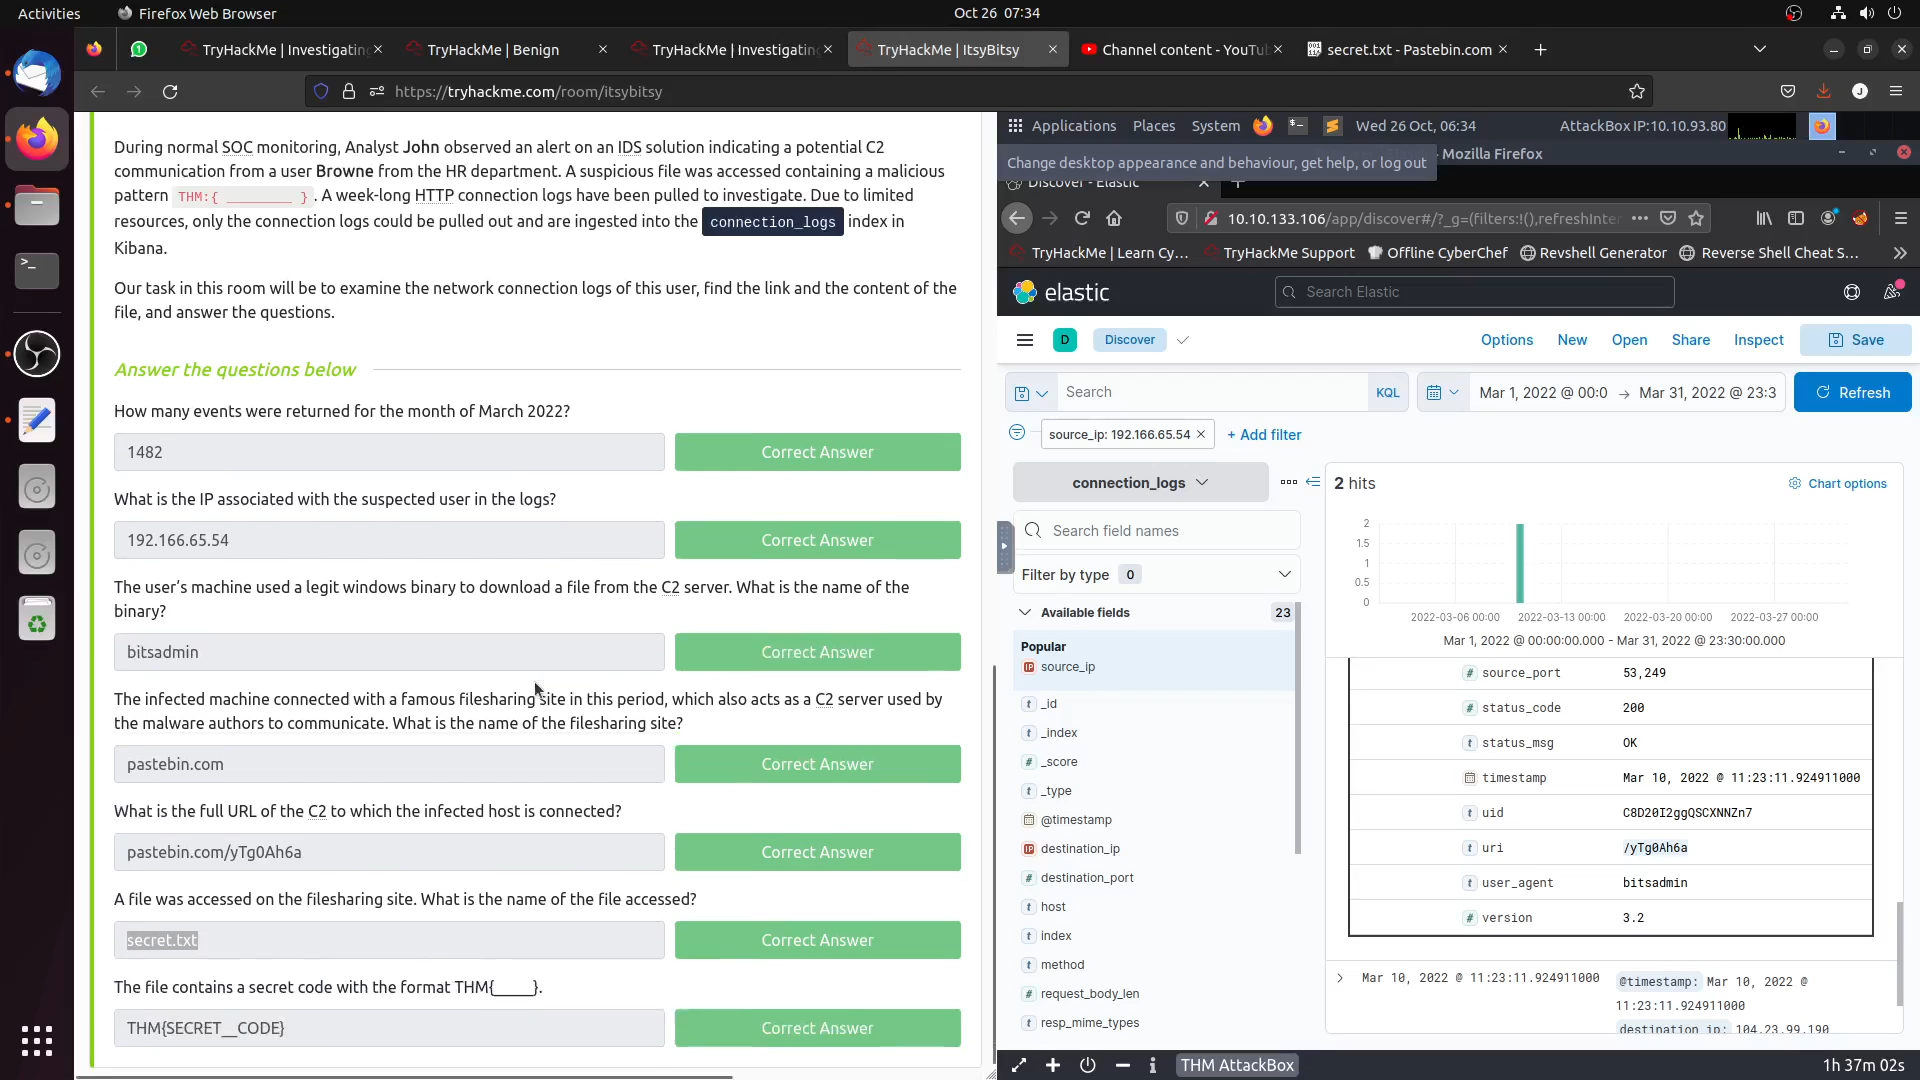 Activities
Firefox Web Browser
Oct 26 07:34
TryHackMe | Investigating
TryHackMe | Benign
TryHackMe | Investigating
TryHackMe | ItsyBitsy
Channel content - YouTub
secret.txt - Pastebin.com
https://tryhackme.com/room/itsybitsy
J
During normal SOC monitoring, Analyst John observed an alert on an IDS solution indicating a potential C2
communication from a user Browne from the HR department. A suspicious file was accessed containing a malicious
pattern THM:{ ________ }. A week-long HTTP connection logs have been pulled to investigate. Due to limited
resources, only the connection logs could be pulled out and are ingested into the connection_logs index in
Kibana.
Our task in this room will be to examine the network connection logs of this user, find the link and the content of the
file, and answer the questions.
Answer the questions below
How many events were returned for the month of March 2022?
1482
Correct Answer
What is the IP associated with the suspected user in the logs?
192.166.65.54
Correct Answer
The user’s machine used a legit windows binary to download a file from the C2 server. What is the name of the
binary?
bitsadmin
Correct Answer
The infected machine connected with a famous filesharing site in this period, which also acts as a C2 server used by
the malware authors to communicate. What is the name of the filesharing site?
pastebin.com
Correct Answer
What is the full URL of the C2 to which the infected host is connected?
pastebin.com/yTg0Ah6a
Correct Answer
A file was accessed on the filesharing site. What is the name of the file accessed?
secret.txt
Correct Answer
The file contains a secret code with the format THM{_____}.
THM{SECRET__CODE}
Correct Answer
Applications
Places
System
Wed 26 Oct, 06:34
AttackBox IP:10.10.93.80
Change desktop appearance and behaviour, get help, or log out
- Mozilla Firefox
Discover - Elastic
10.10.133.106/app/discover#/?_g=(filters:!(),refreshInter
TryHackMe | Learn Cy…
TryHackMe Support
Offline CyberChef
Revshell Generator
Reverse Shell Cheat S…
elastic
Search Elastic
D
Discover
Options
New
Open
Share
Inspect
Save
Search
KQL
Mar 1, 2022 @ 00:0 → Mar 31, 2022 @ 23:3
Refresh
source_ip: 192.166.65.54
+ Add filter
connection_logs
2 hits
Chart options
Search field names
Filter by type 0
Available fields 23
Popular
source_ip
_id
_index
_score
_type
@timestamp
destination_ip
destination_port
host
index
method
request_body_len
resp_mime_types
2
1.5
1
0.5
0
2022-03-06 00:00
2022-03-13 00:00
2022-03-20 00:00
2022-03-27 00:00
Mar 1, 2022 @ 00:00:00.000 - Mar 31, 2022 @ 23:30:00.000
source_port 53,249
status_code 200
status_msg OK
timestamp Mar 10, 2022 @ 11:23:11.924911000
uid C8D20I2ggQSCXNNZn7
uri /yTg0Ah6a
user_agent bitsadmin
version 3.2
Mar 10, 2022 @ 11:23:11.924911000
@timestamp: Mar 10, 2022 @
11:23:11.924911000
destination_ip: 104.23.99.190
THM AttackBox
1h 37m 02s